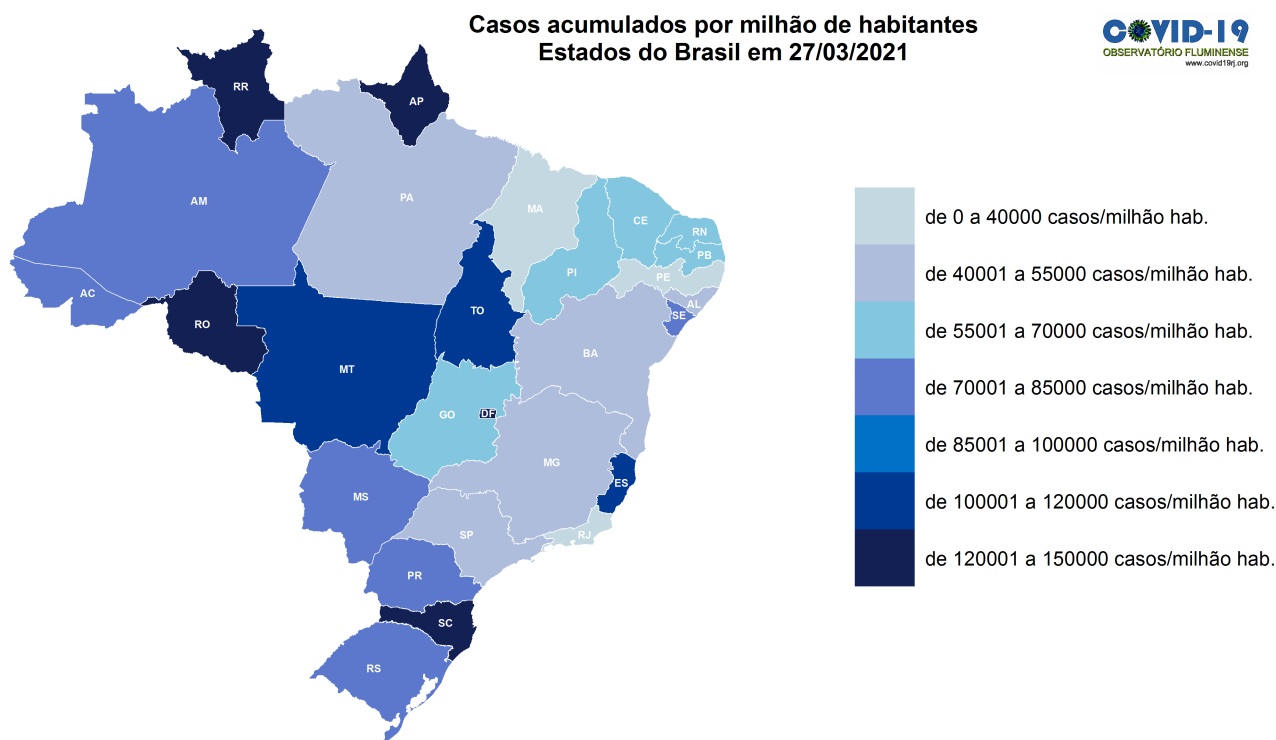 Casos acumulados por milhão de habitantes
Estados do Brasil em 27/03/2021
COVID-19
OBSERVATÓRIO FLUMINENSE
www.covid19rj.org
RR
AP
AM
PA
MA
CE
RN
PB
PI
PE
AC
AL
SE
RO
TO
BA
MT
GO
DF
MG
ES
MS
SP
RJ
PR
SC
RS
de 0 a 40000 casos/milhão hab.
de 40001 a 55000 casos/milhão hab.
de 55001 a 70000 casos/milhão hab.
de 70001 a 85000 casos/milhão hab.
de 85001 a 100000 casos/milhão hab.
de 100001 a 120000 casos/milhão hab.
de 120001 a 150000 casos/milhão hab.